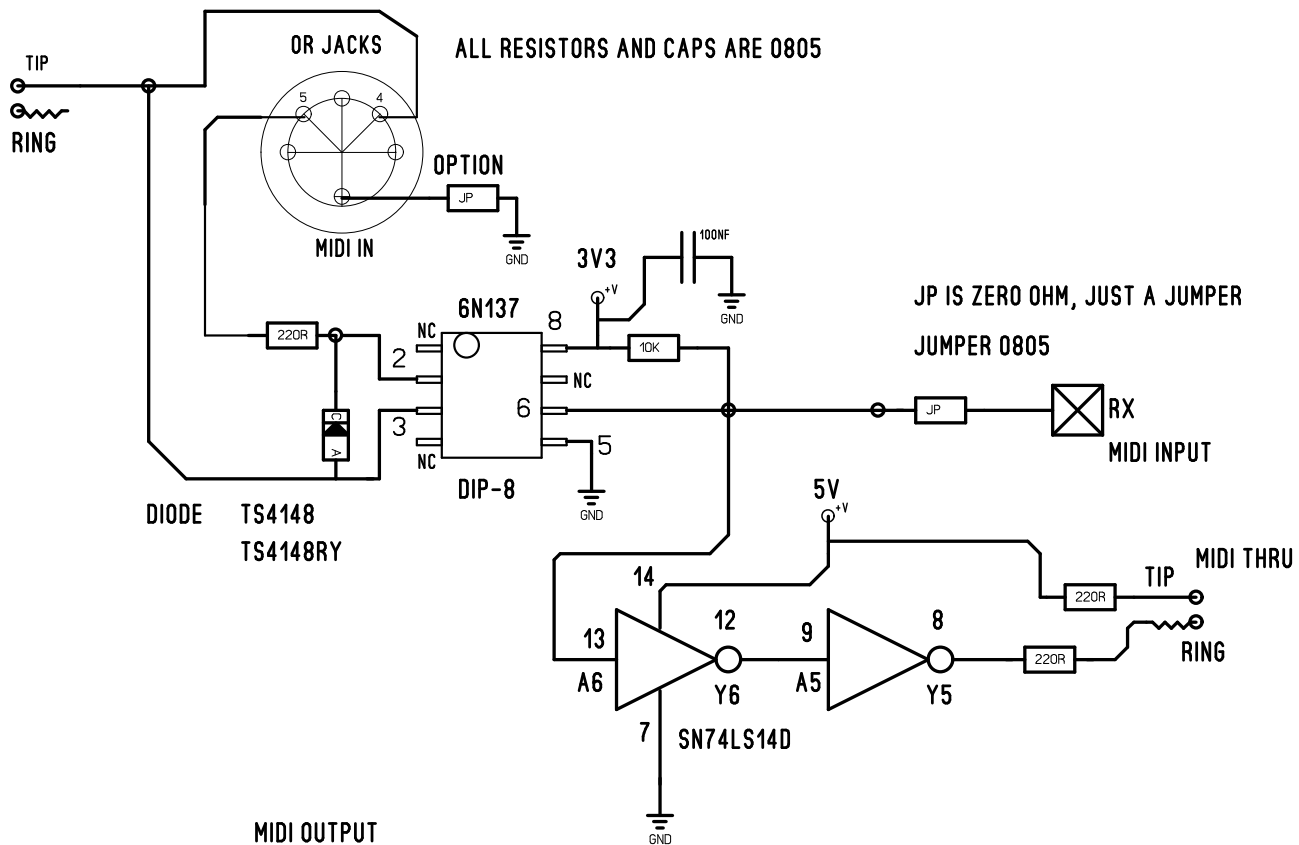 OR JACKS
ALL RESISTORS AND CAPS ARE 0805
TIP
RING
5
4
OPTION
JP
GND
MIDI IN
3V3
+V
100NF
GND
JP IS ZERO OHM, JUST A JUMPER
JUMPER 0805
6N137
8
NC
220R
2
10K
NC
6
JP
RX
C
A
3
5
NC
MIDI INPUT
DIP-8
GND
DIODE
TS4148
TS4148RY
5V
+V
MIDI THRU
14
TIP
220R
13
12
9
8
RING
220R
A6
Y6
A5
Y5
7
SN74LS14D
GND
MIDI OUTPUT